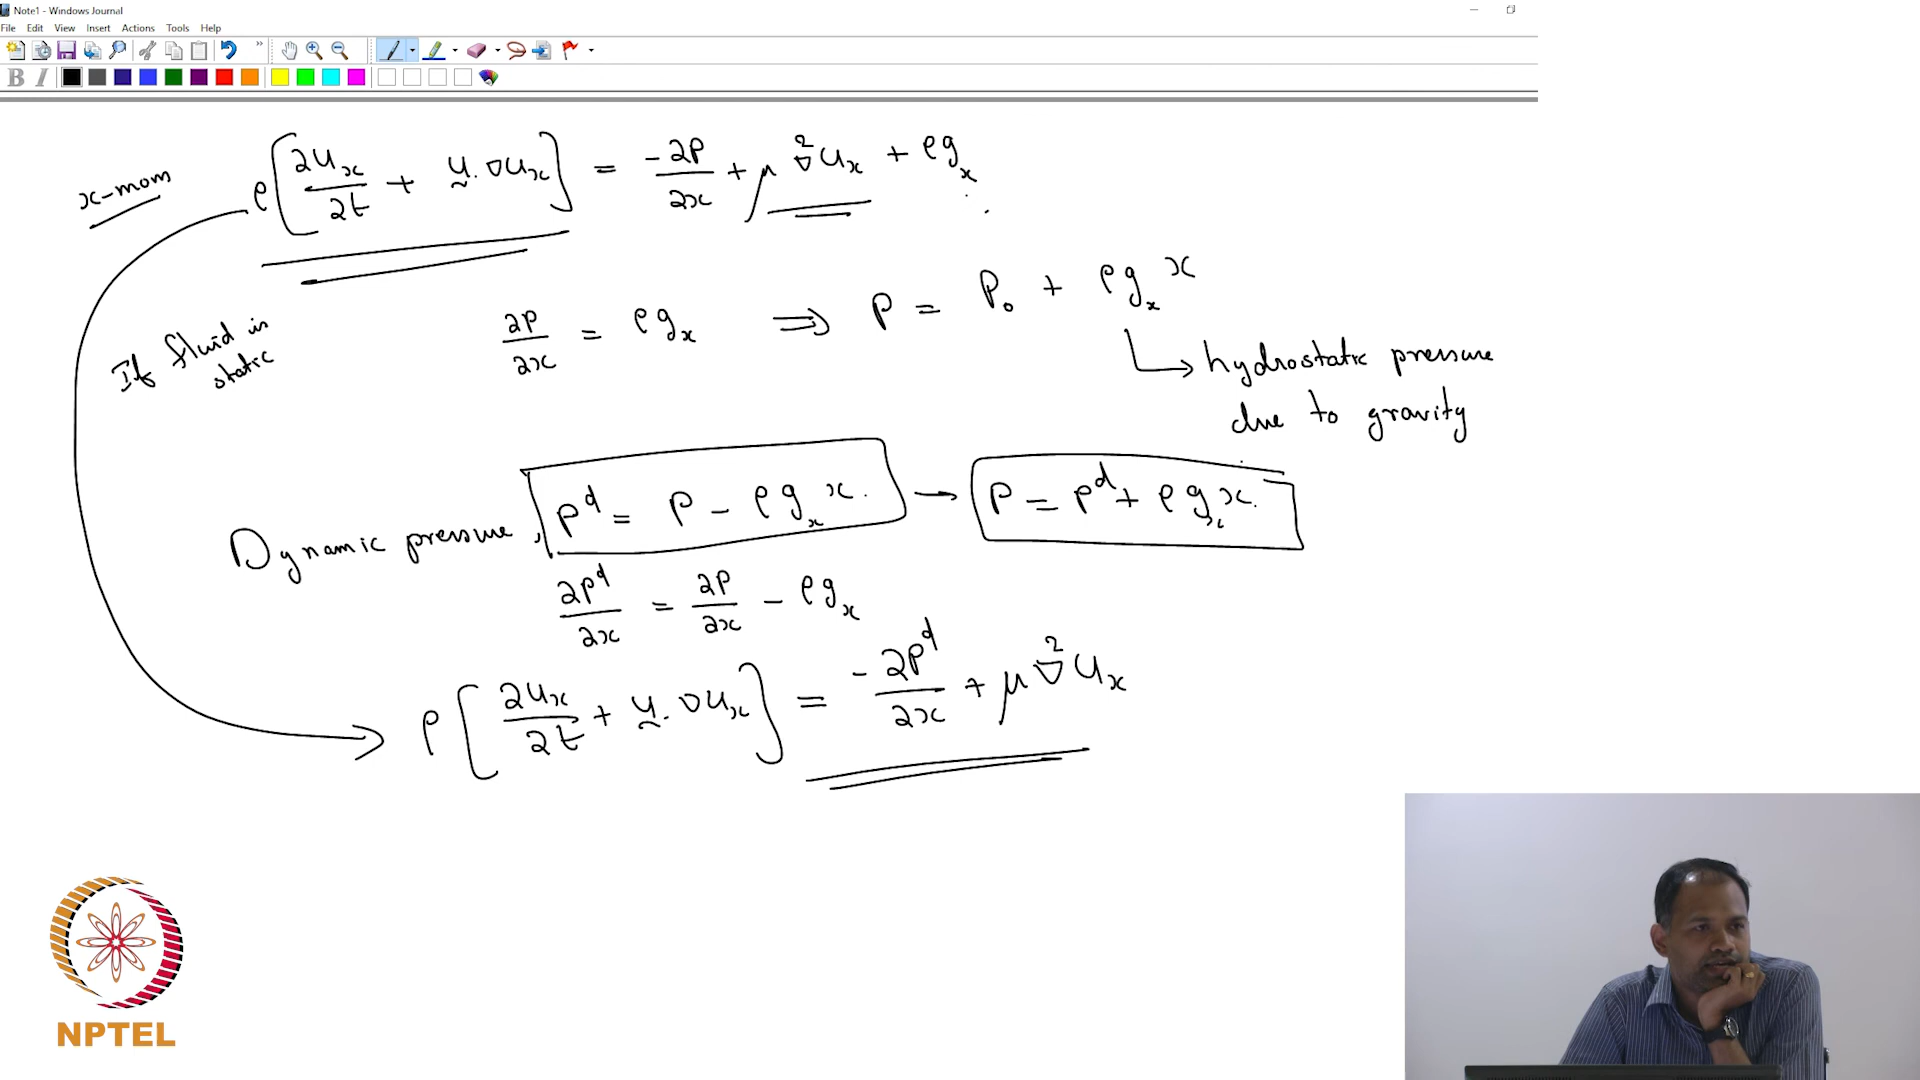 Note1 - Windows Journal
File Edit View Insert Actions Tools Help
B I
x-mom ρ[∂u_x/∂t + ṵ.∇u_x] = -∂p/∂x + μ∇²u_x + ρg_x
If fluid is static
∂p/∂x = ρg_x ⇒ p = p_0 + ρg_x x
→ hydrostatic pressure
due to gravity
Dynamic pressure, p^d = p - ρg_x x. → p = p^d + ρg_x x.
∂p^d/∂x = ∂p/∂x - ρg_x
ρ[∂u_x/∂t + ṵ.∇u_x] = -∂p^d/∂x + μ∇²u_x
NPTEL